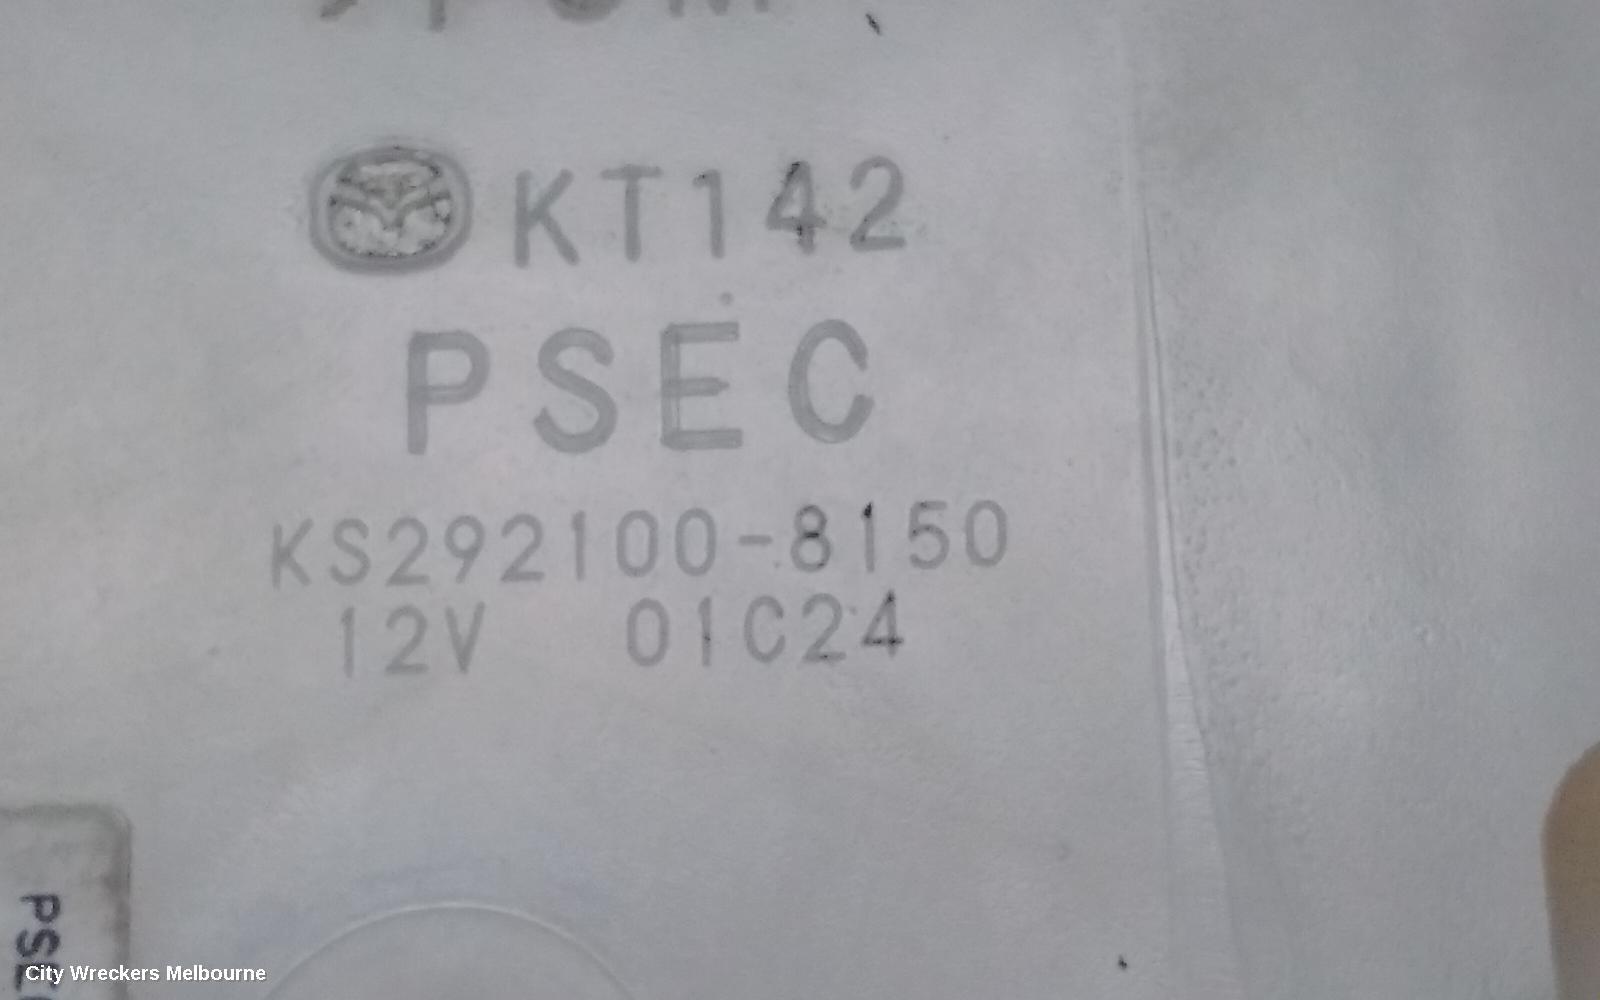 KT142
PSEC
KS292100-8150
12V 01C24
City Wreckers Melbourne